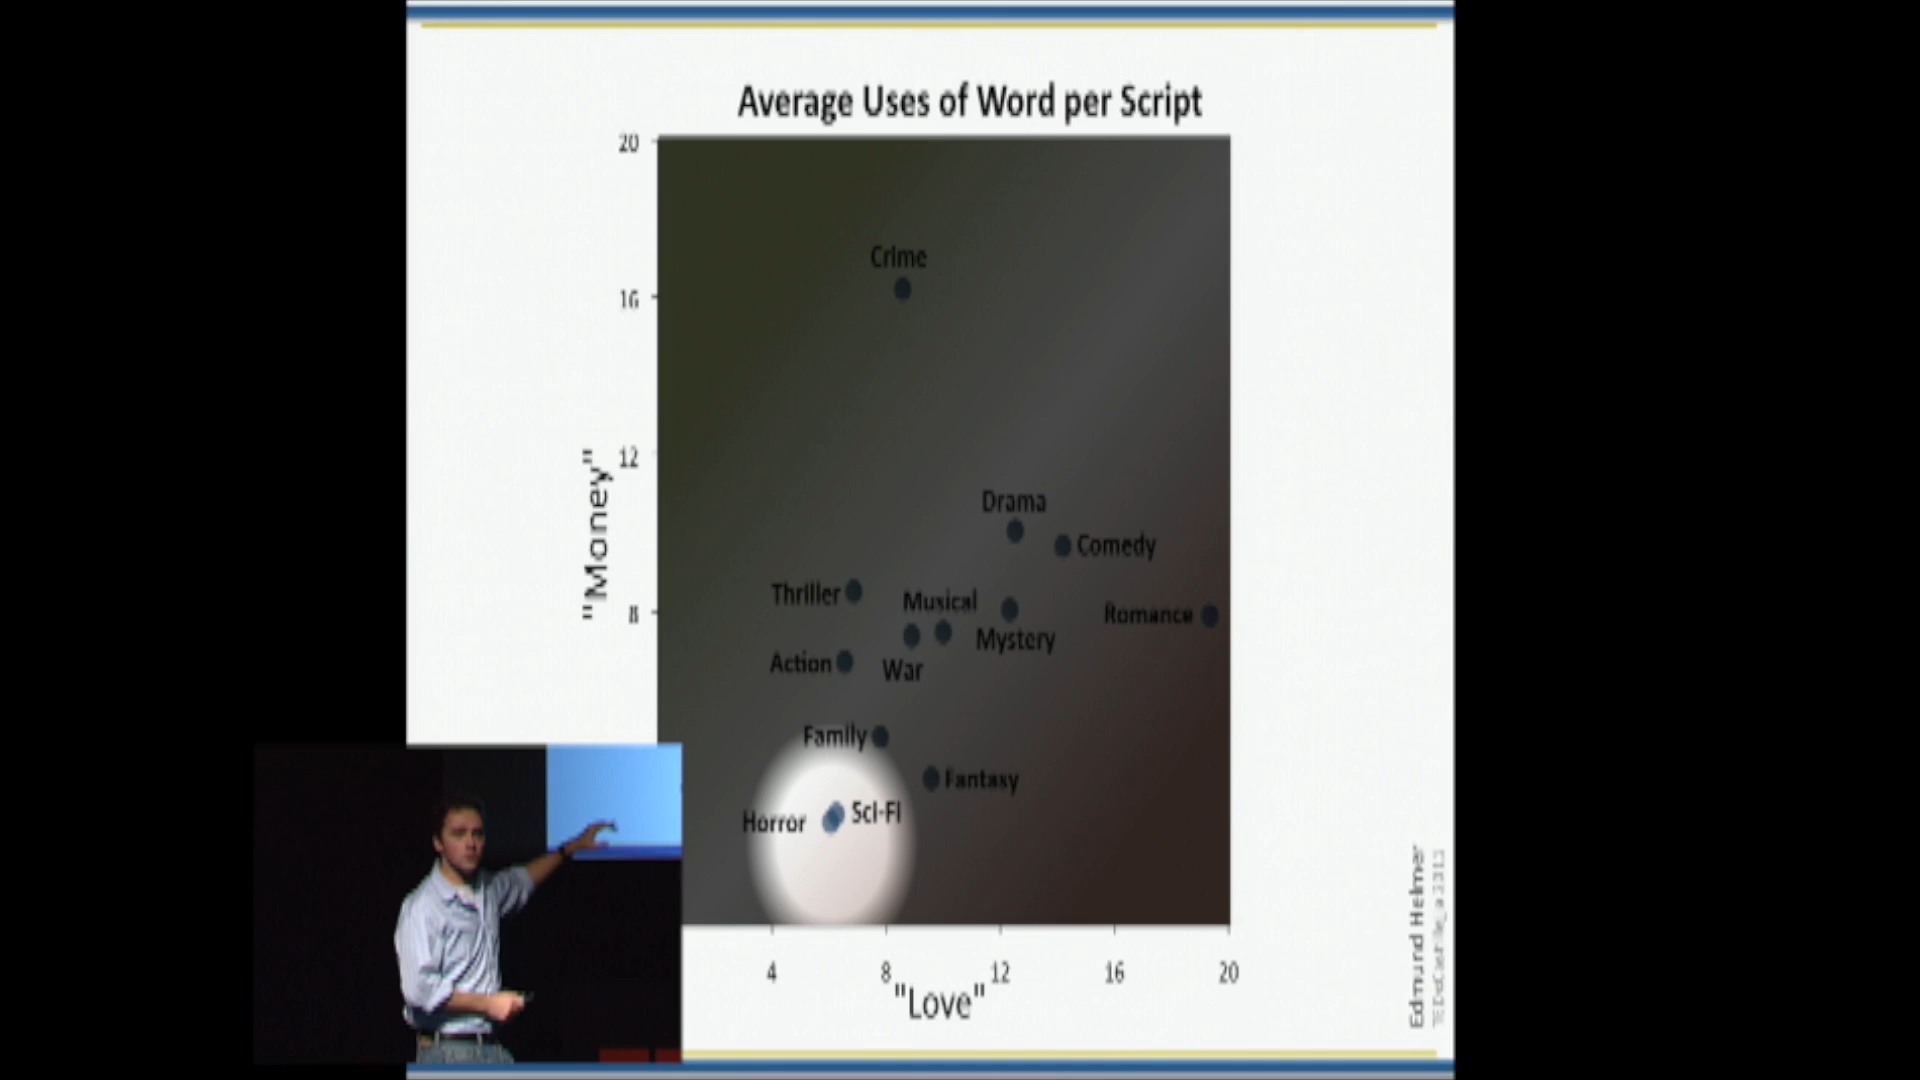 Average Uses of Word per Script
20
16
12
8
"Money"
Crime
Drama
Comedy
Thriller
Musical
Mystery
Romance
Action
War
Family
Fantasy
Horror
Sci-Fi
4
8
12
16
20
"Love"
Edmund Helmer